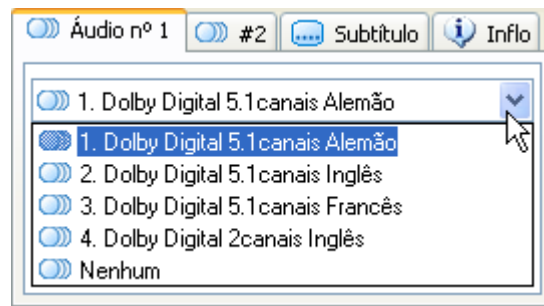 Áudio nº 1 #2 Subtítulo Inflo
1. Dolby Digital 5.1canais Alemão
1. Dolby Digital 5.1canais Alemão
2. Dolby Digital 5.1canais Inglês
3. Dolby Digital 5.1canais Francês
4. Dolby Digital 2canais Inglês
Nenhum